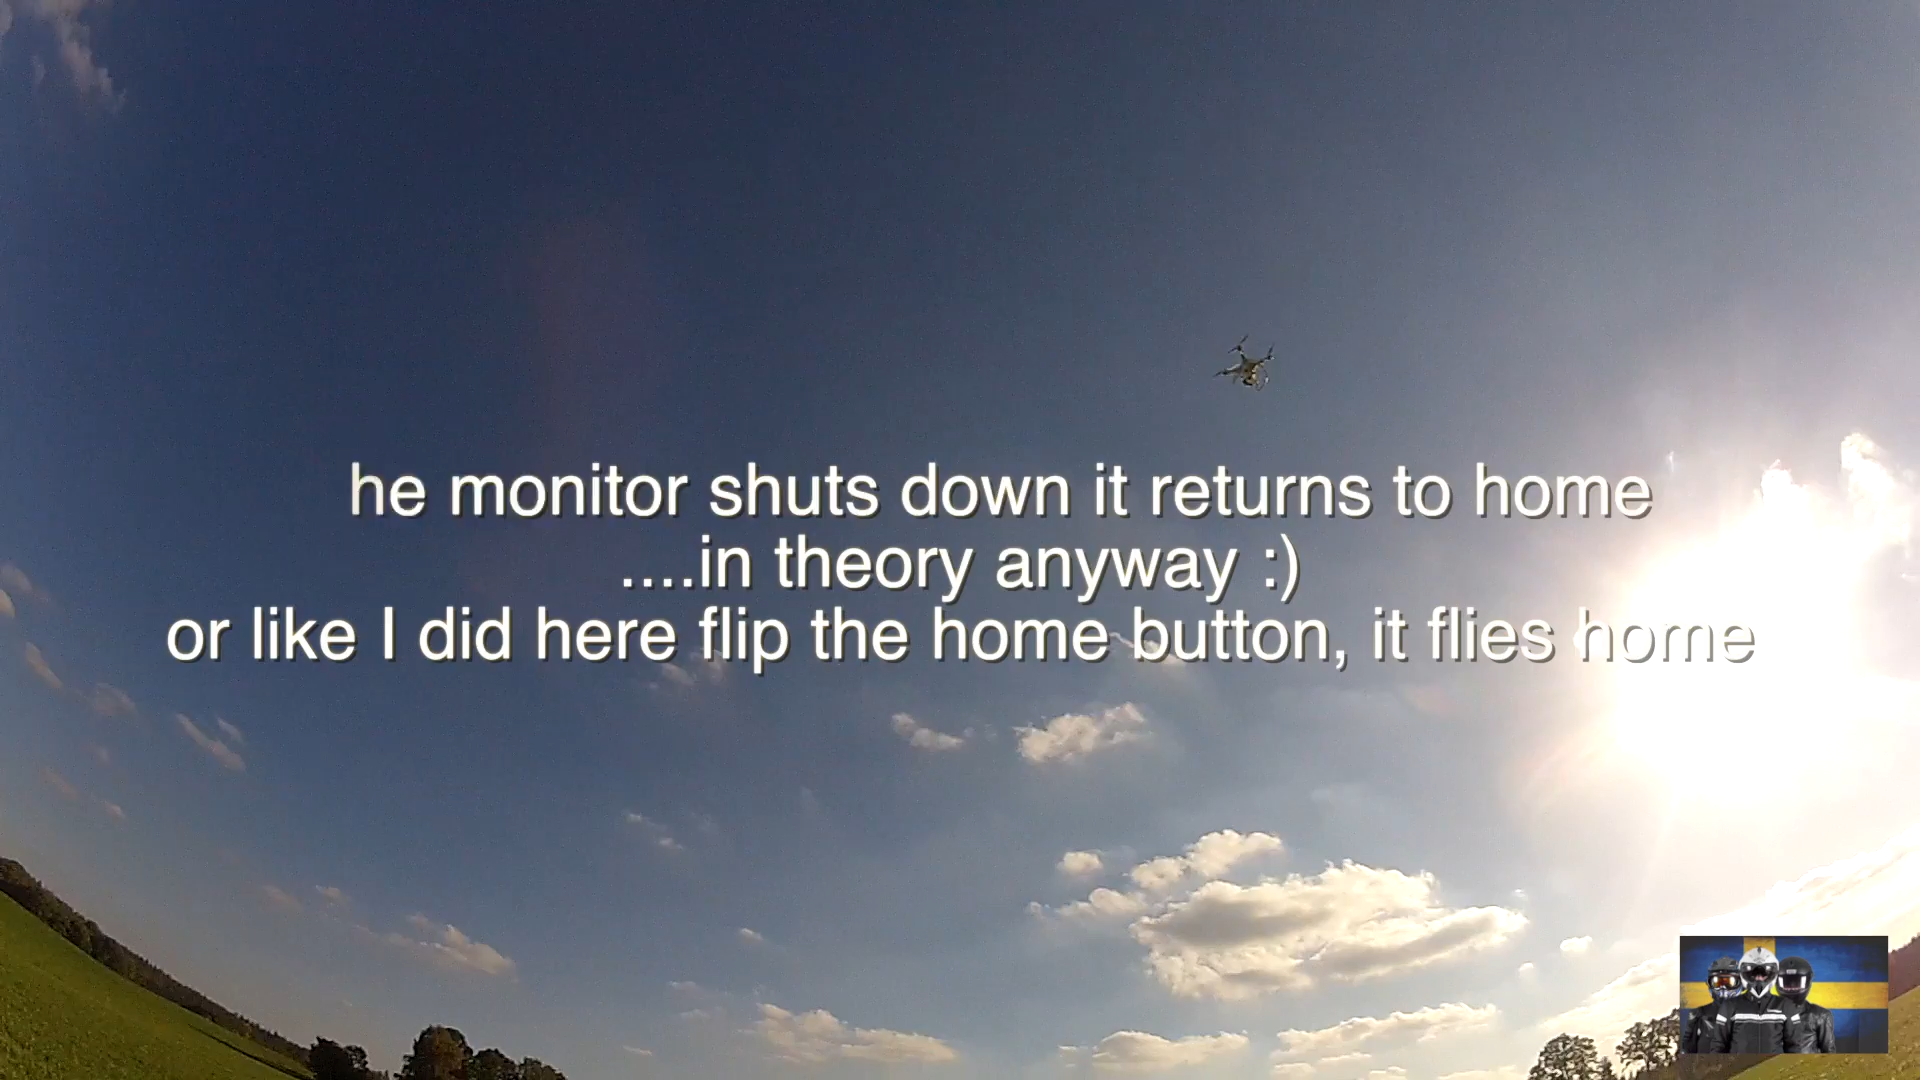 he monitor shuts down it returns to home
....in theory anyway :)
or like I did here flip the home button, it flies home